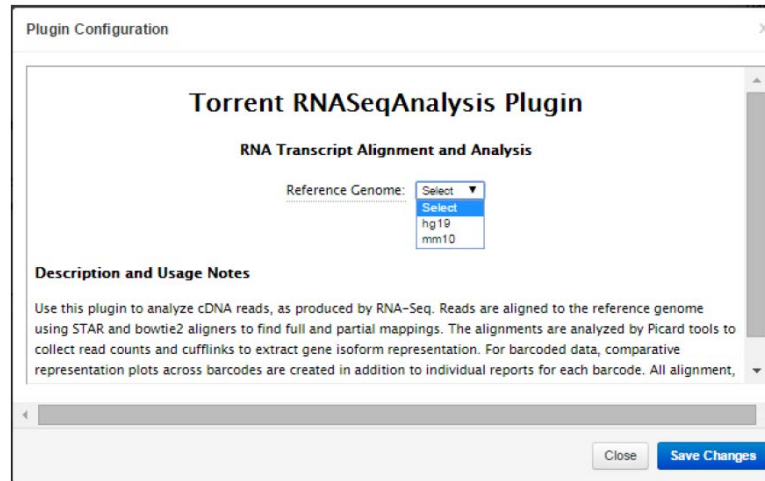 Plugin Configuration
X
Torrent RNASeqAnalysis Plugin
RNA Transcript Alignment and Analysis
Reference Genome: Select
Select
hg19
mm10
Description and Usage Notes
Use this plugin to analyze cDNA reads, as produced by RNA-Seq. Reads are aligned to the reference genome
using STAR and bowtie2 aligners to find full and partial mappings. The alignments are analyzed by Picard tools to
collect read counts and cufflinks to extract gene isoform representation. For barcoded data, comparative
representation plots across barcodes are created in addition to individual reports for each barcode. All alignment,
Close Save Changes